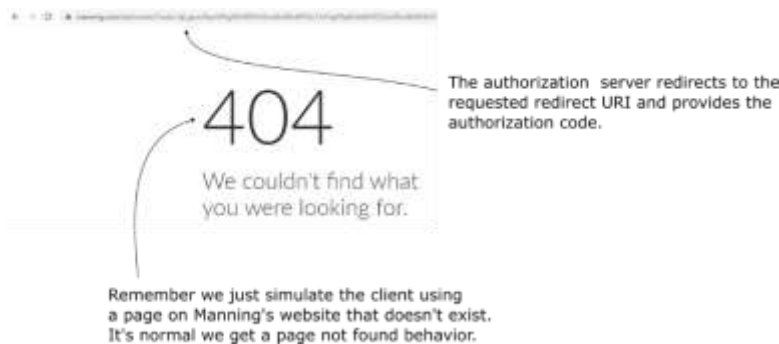 The authorization server redirects to the
requested redirect URI and provides the
authorization code.
404
We couldn't find what
you were looking for.
Remember we just simulate the client using
a page on Manning's website that doesn't exist.
It's normal we get a page not found behavior.